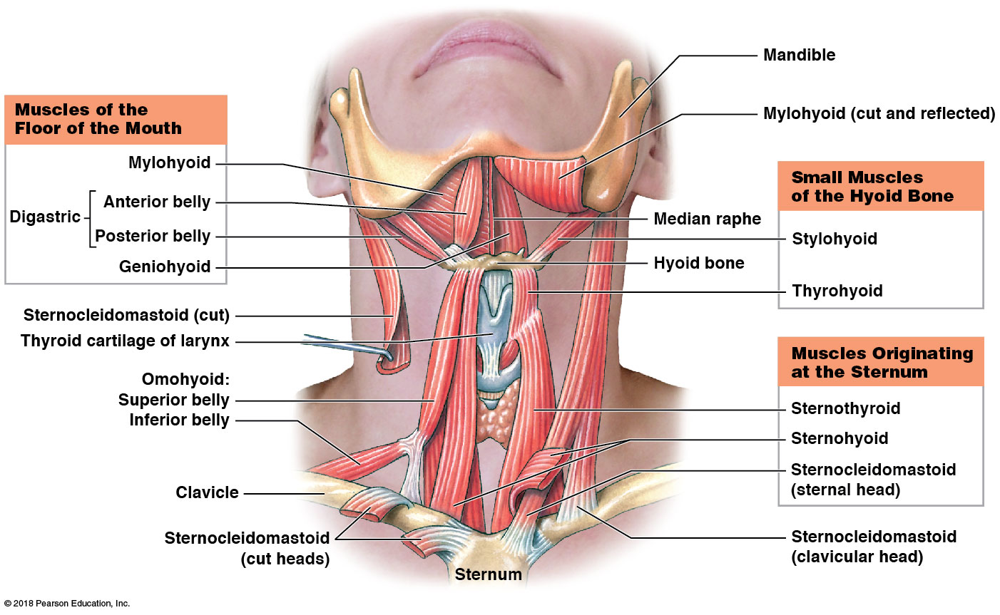 Muscles of the
Floor of the Mouth
Mylohyoid
Digastric
Anterior belly
Posterior belly
Geniohyoid
Sternocleidomastoid (cut)
Thyroid cartilage of larynx
Omohyoid:
Superior belly
Inferior belly
Clavicle
Sternocleidomastoid
(cut heads)
Sternum
Mandible
Mylohyoid (cut and reflected)
Small Muscles
of the Hyoid Bone
Median raphe
Stylohyoid
Hyoid bone
Thyrohyoid
Muscles Originating
at the Sternum
Sternothyroid
Sternohyoid
Sternocleidomastoid
(sternal head)
Sternocleidomastoid
(clavicular head)
© 2018 Pearson Education, Inc.